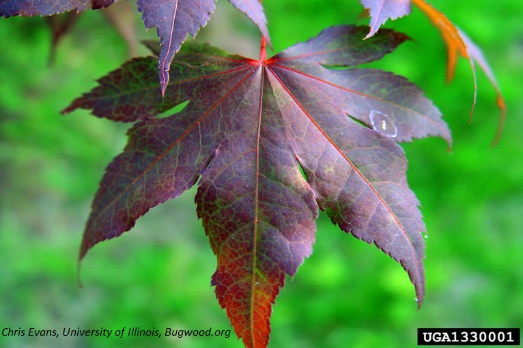 Chris Evans, University of Illinois, Bugwood.org
UGA1330001